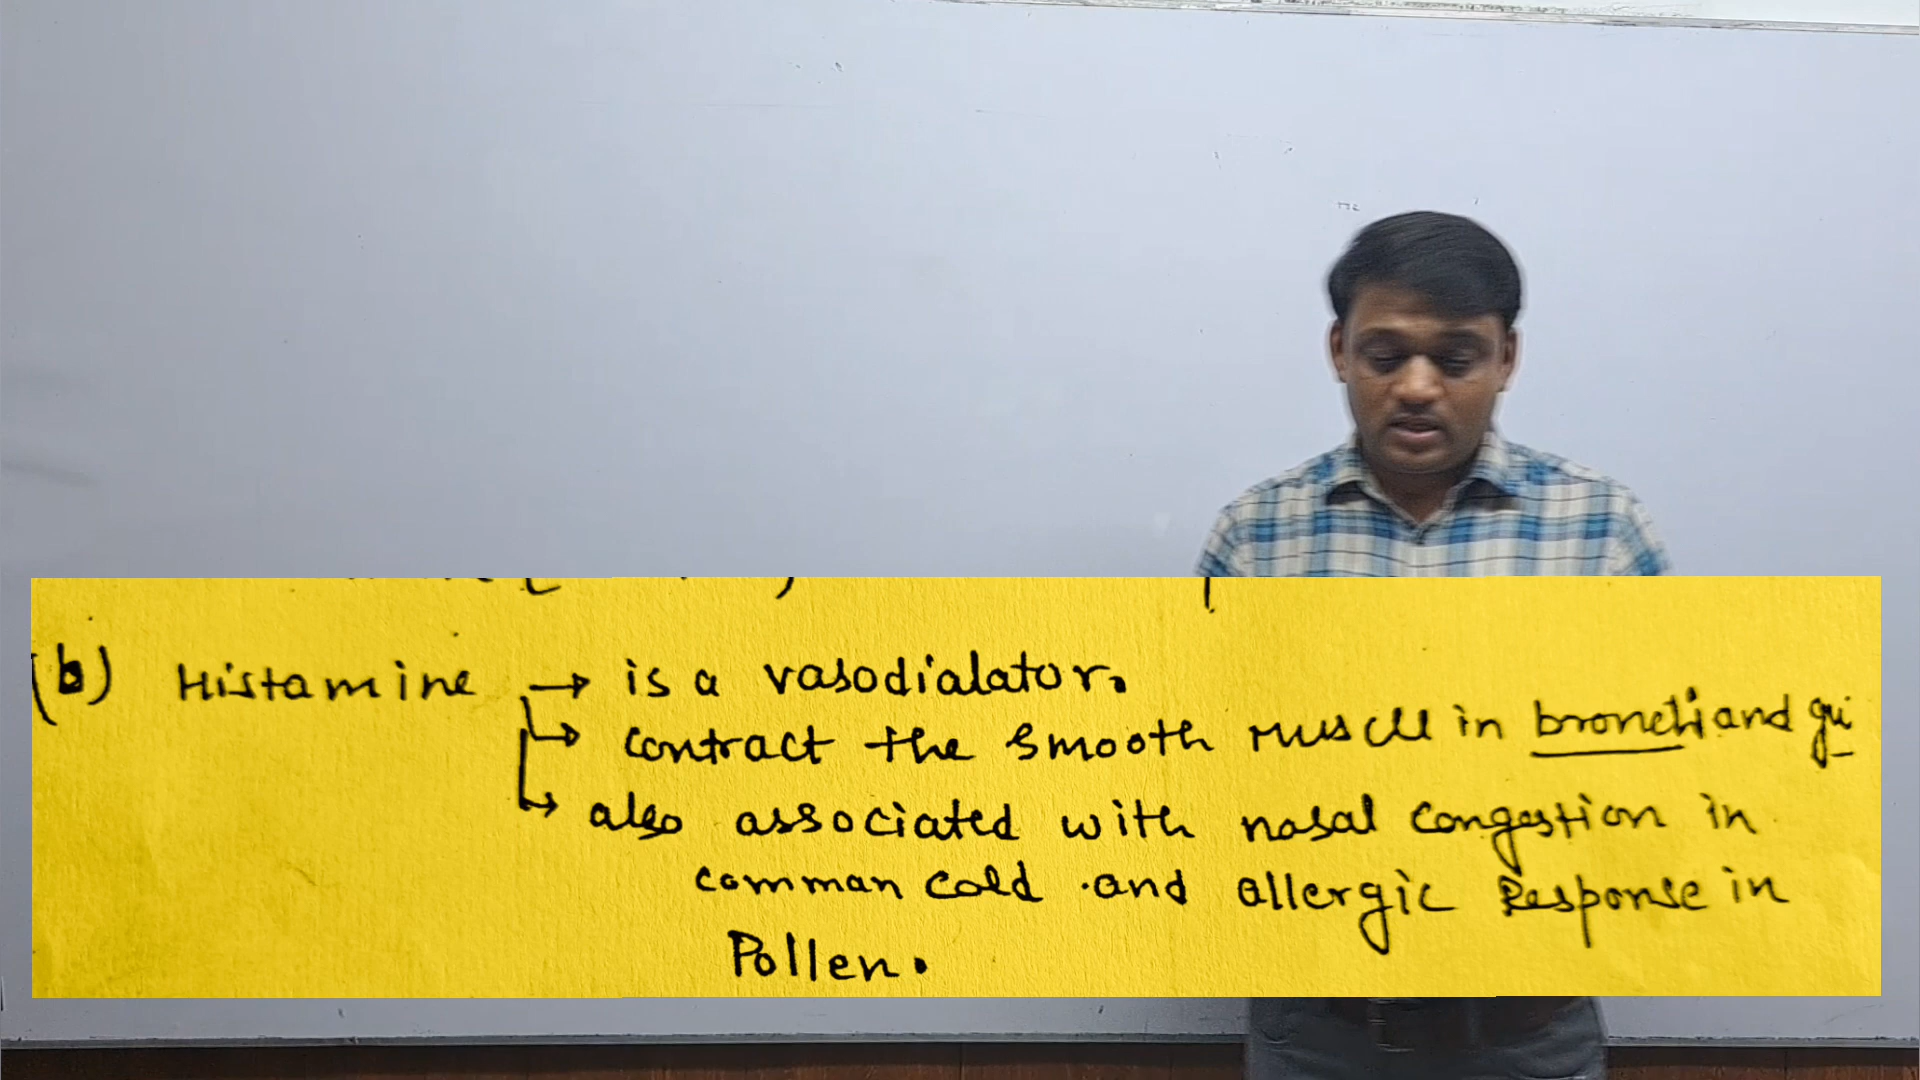 (b) Histamine → is a vasodialator.
↳ contract the smooth muscle in bronchi and
↳ also associated with nasal congestion in
comman cold and allergic Response in
Pollen.